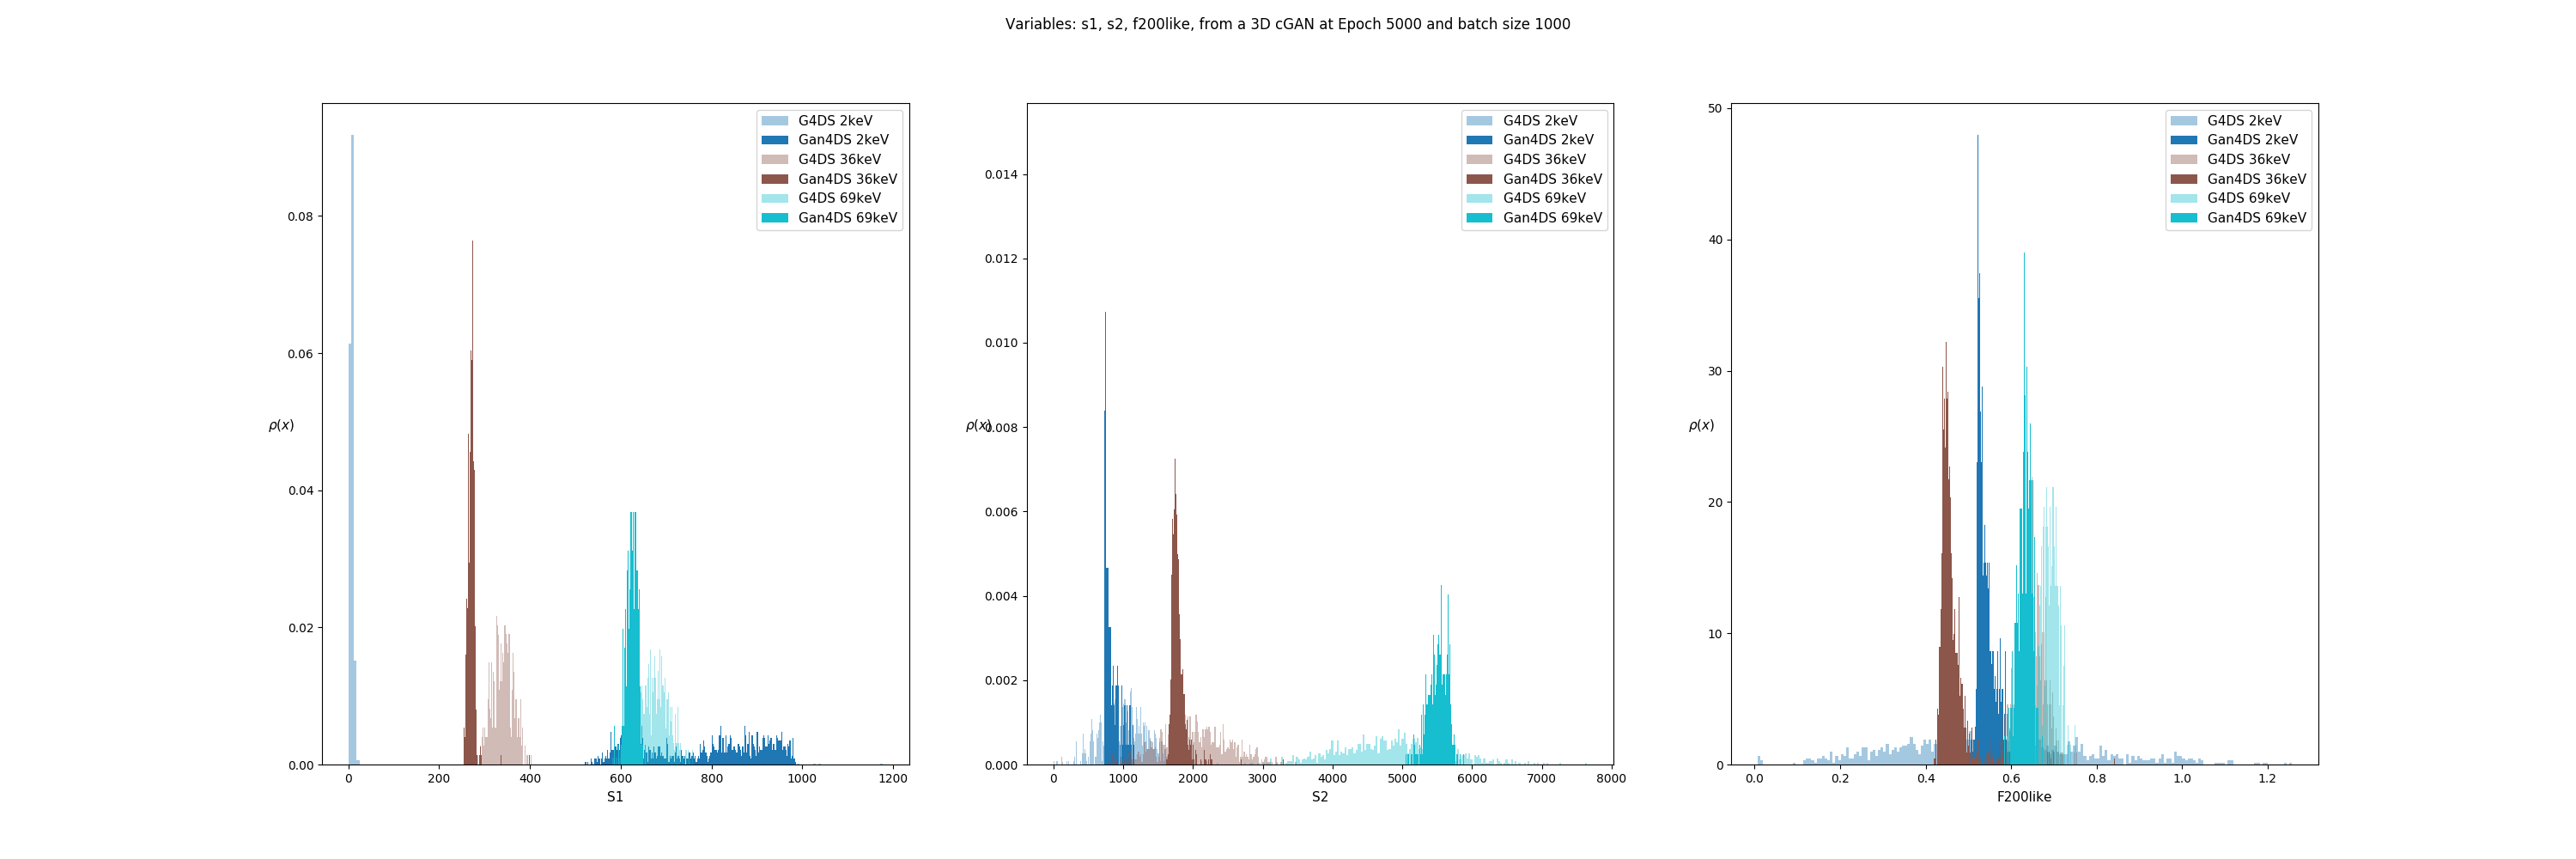 Variables: s1, s2, f200like, from a 3D cGAN at Epoch 5000 and batch size 1000
G4DS 2keV
Gan4DS 2keV
G4DS 36keV
Gan4DS 36keV
G4DS 69keV
Gan4DS 69keV
0.08
0.06
0.04
0.02
0.00
ρ(x)
0 200 400 600 800 1000 1200
S1
G4DS 2keV
Gan4DS 2keV
G4DS 36keV
Gan4DS 36keV
G4DS 69keV
Gan4DS 69keV
0.014
0.012
0.010
0.008
0.006
0.004
0.002
0.000
ρ(x)
0 1000 2000 3000 4000 5000 6000 7000 8000
S2
G4DS 2keV
Gan4DS 2keV
G4DS 36keV
Gan4DS 36keV
G4DS 69keV
Gan4DS 69keV
50
40
30
20
10
0
ρ(x)
0.0 0.2 0.4 0.6 0.8 1.0 1.2
F200like